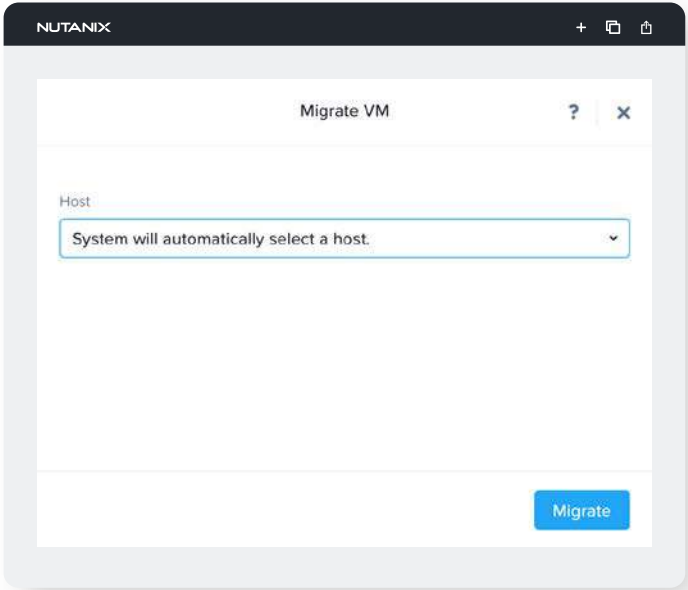 NUTANIX
Migrate VM
?
Host
System will automatically select a host.
Migrate